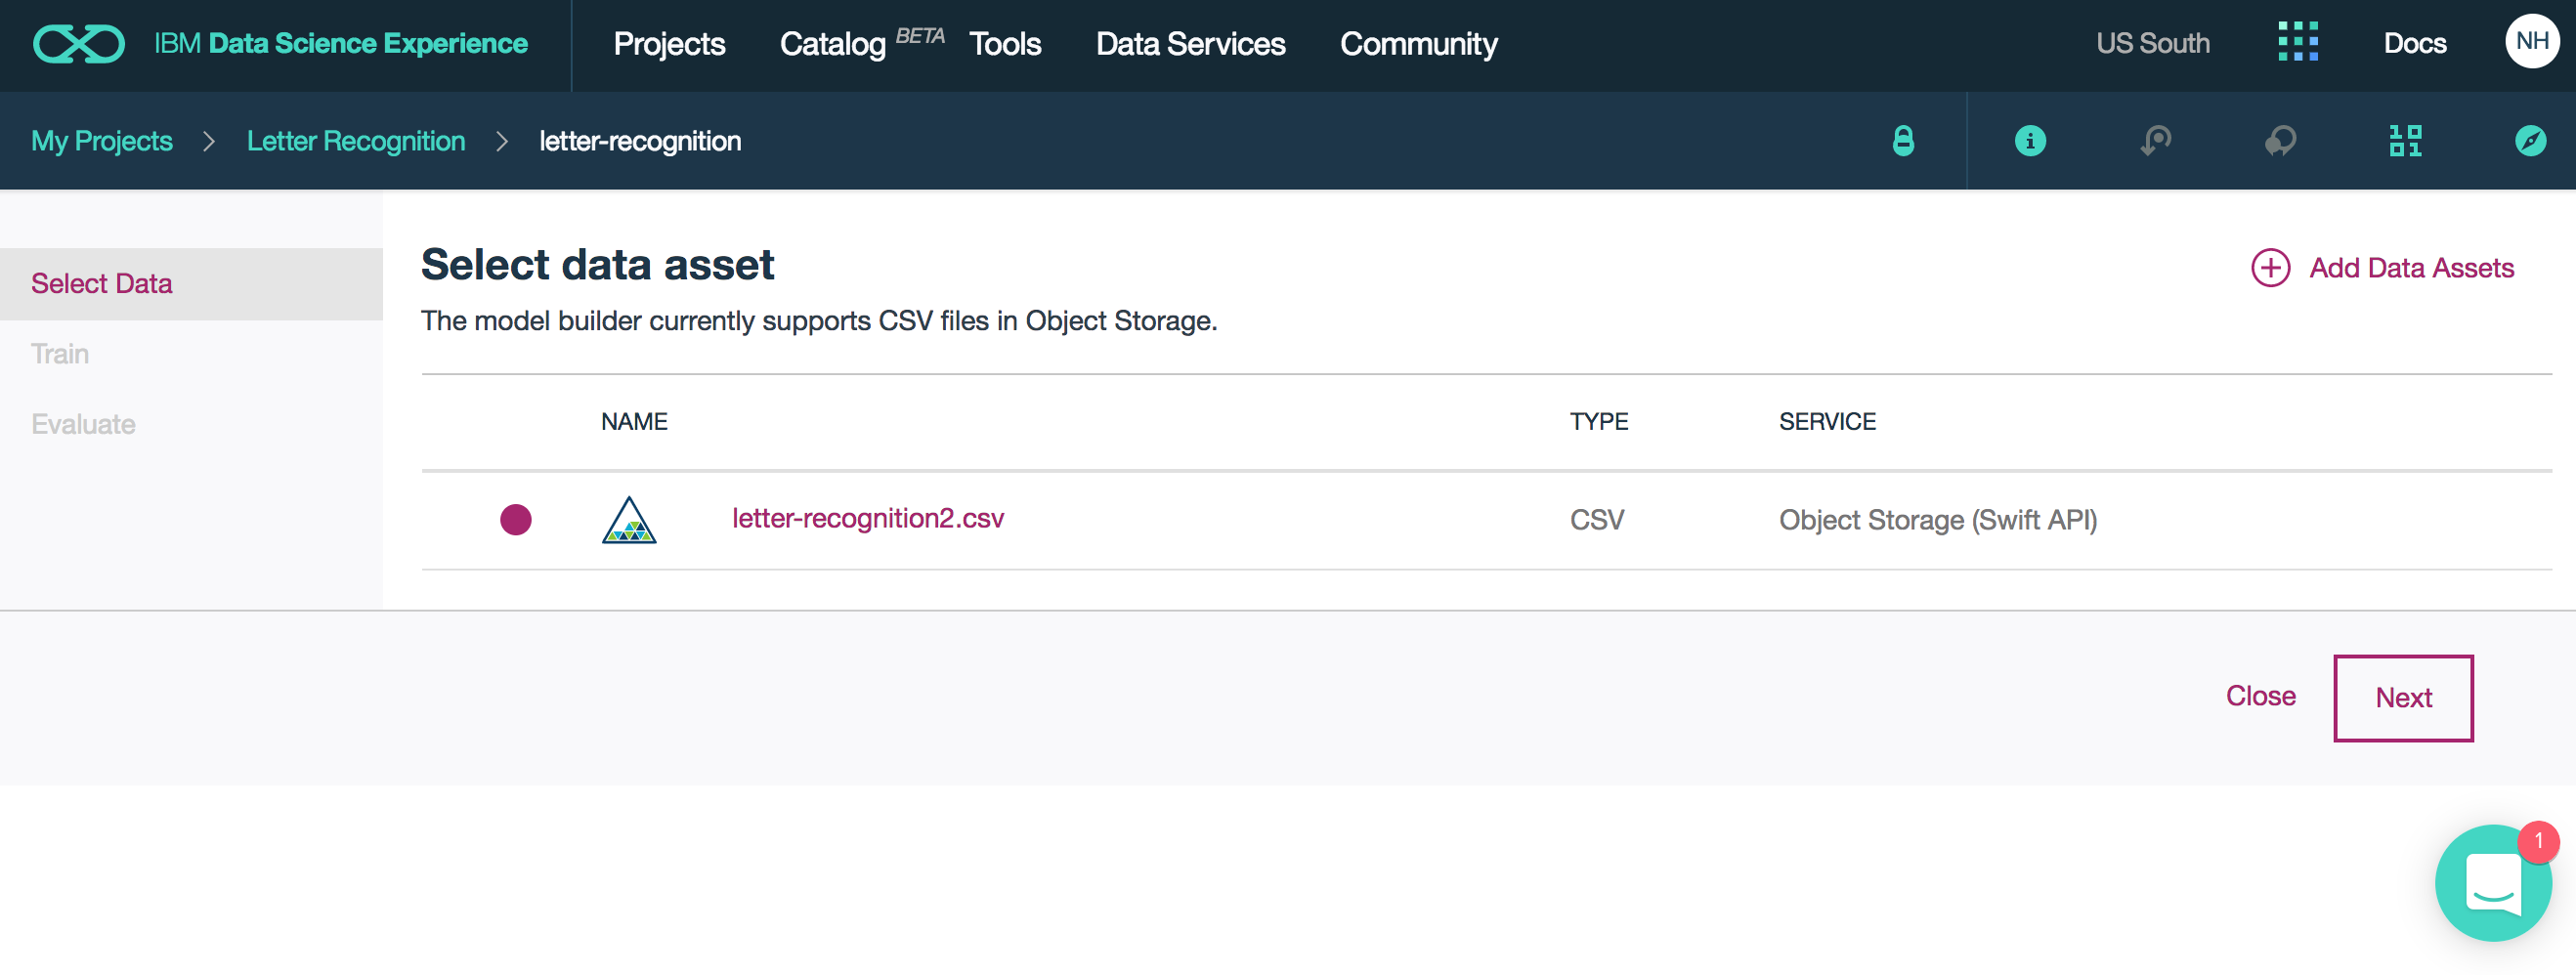 IBM Data Science Experience Projects Catalog BETA Tools Data Services Community US South Docs NH
My Projects > Letter Recognition > letter-recognition
Select Data
Train
Evaluate
Select data asset
Add Data Assets
The model builder currently supports CSV files in Object Storage.
NAME TYPE SERVICE
letter-recognition2.csv CSV Object Storage (Swift API)
Close Next
1